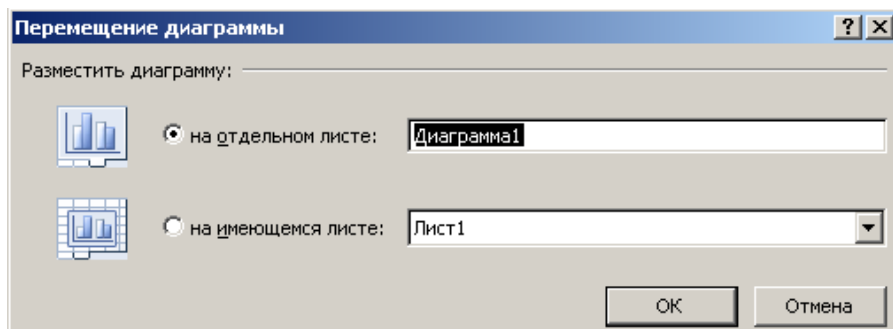 Перемещение диаграммы
Разместить диаграмму:
на отдельном листе: Диаграмма1
на имеющемся листе: Лист1
ОК Отмена